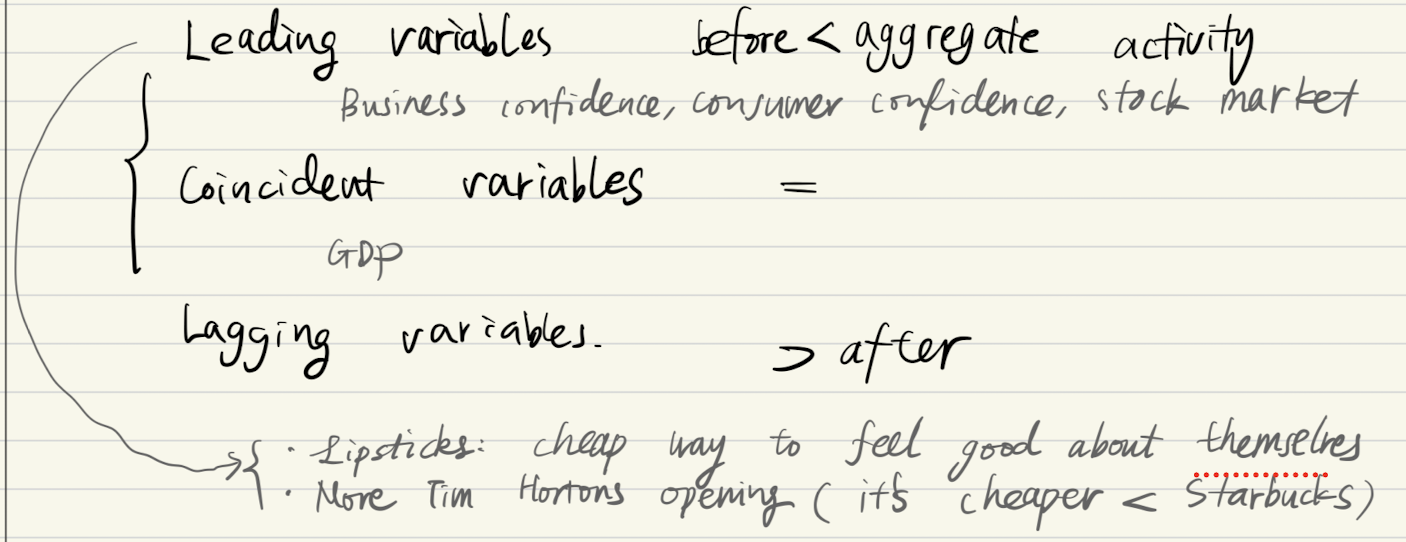 Leading variables before < aggregate activity
Business confidence, consumer confidence, stock market
Coincident variables =
GDP
Lagging variables. > after
· Lipsticks: cheap way to feel good about themselves
· More Tim Hortons opening (it's cheaper < Starbucks)